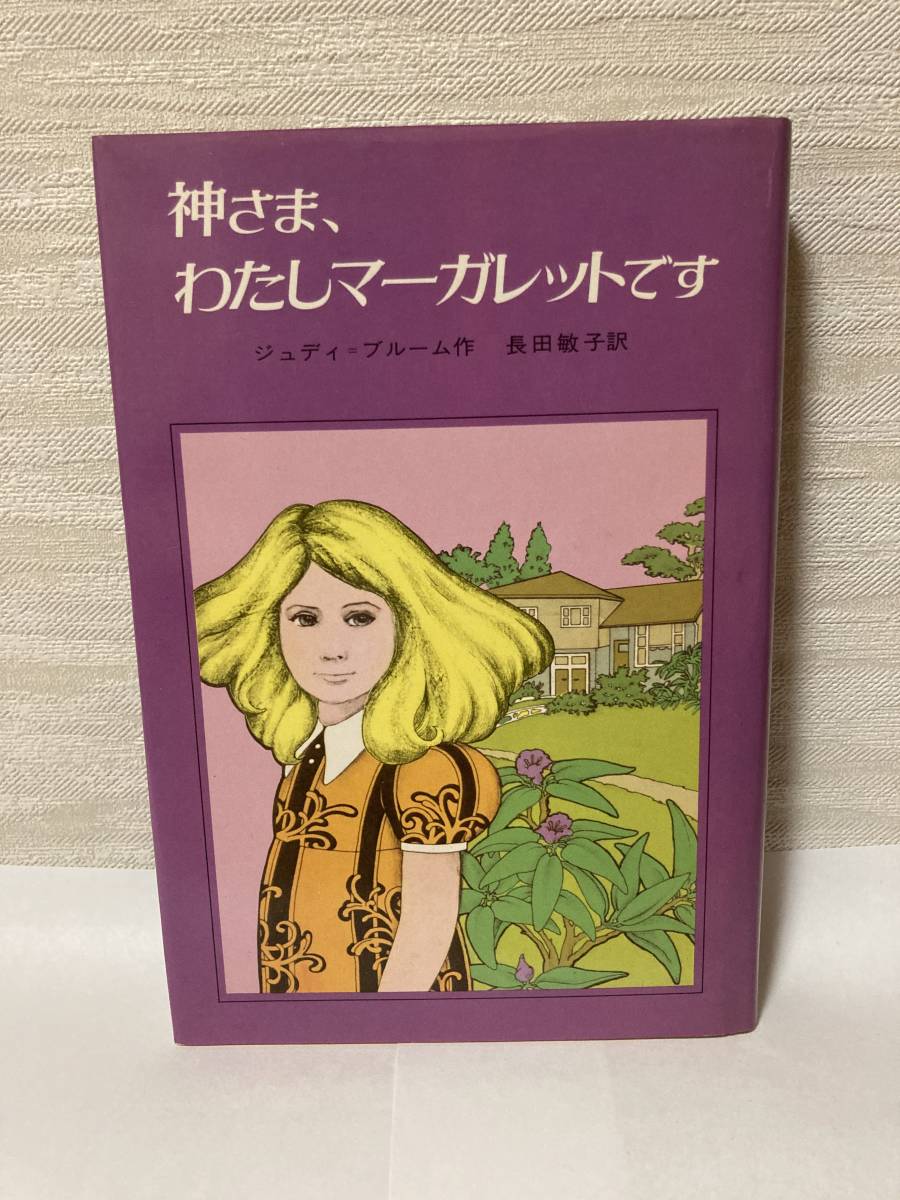 神さま、
わたしマーガレットです
ジュディ=ブルーム作 長田敏子訳